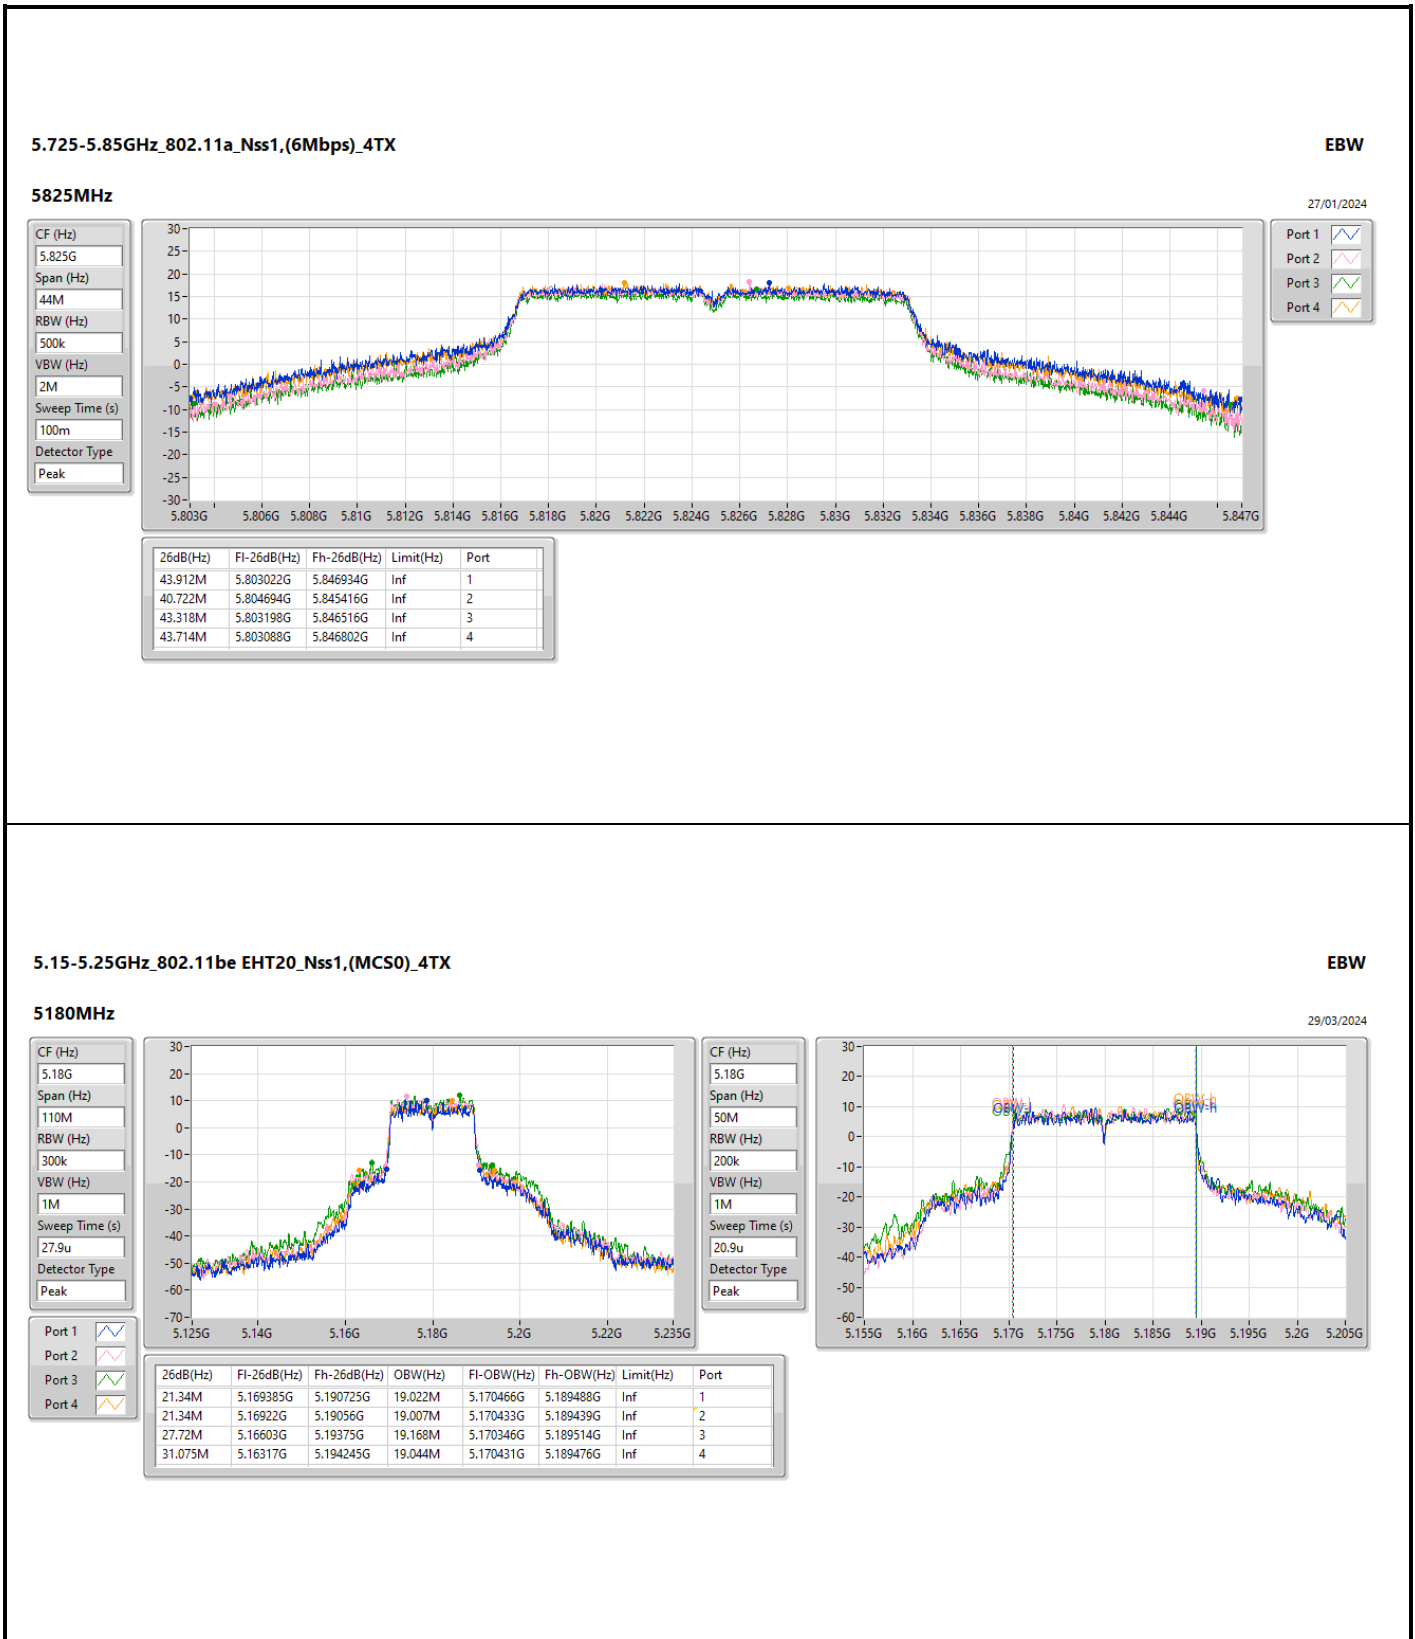 5.725-5.85GHz_802.11a_Nss1,(6Mbps)_4TX EBW
5825MHz
27/01/2024
CF (Hz)
5.825G
Span (Hz)
44M
RBW (Hz)
500k
VBW (Hz)
2M
Sweep Time (s)
100m
Detector Type
Peak
30
25
20
15
10
5
0
-5
-10
-15
-20
-25
-30
5.803G 5.806G 5.808G 5.81G 5.812G 5.814G 5.816G 5.818G 5.82G 5.822G 5.824G 5.826G 5.828G 5.83G 5.832G 5.834G 5.836G 5.838G 5.84G 5.842G 5.844G 5.847G
Port 1
Port 2
Port 3
Port 4
26dB(Hz) Fl-26dB(Hz) Fh-26dB(Hz) Limit(Hz) Port
43.912M 5.803022G 5.846934G Inf 1
40.722M 5.804694G 5.845416G Inf 2
43.318M 5.803198G 5.846516G Inf 3
43.714M 5.803088G 5.846802G Inf 4
5.15-5.25GHz_802.11be EHT20_Nss1,(MCS0)_4TX EBW
5180MHz
29/03/2024
CF (Hz)
5.18G
Span (Hz)
110M
RBW (Hz)
300k
VBW (Hz)
1M
Sweep Time (s)
27.9u
Detector Type
Peak
Port 1
Port 2
Port 3
Port 4
30
20
10
0
-10
-20
-30
-40
-50
-60
-70
5.125G 5.14G 5.16G 5.18G 5.2G 5.22G 5.235G
CF (Hz)
5.18G
Span (Hz)
50M
RBW (Hz)
200k
VBW (Hz)
1M
Sweep Time (s)
20.9u
Detector Type
Peak
30
20
10
0
-10
-20
-30
-40
-50
-60
OBW-l OBW-h
5.155G 5.16G 5.165G 5.17G 5.175G 5.18G 5.185G 5.19G 5.195G 5.2G 5.205G
26dB(Hz) Fl-26dB(Hz) Fh-26dB(Hz) OBW(Hz) Fl-OBW(Hz) Fh-OBW(Hz) Limit(Hz) Port
21.34M 5.169385G 5.190725G 19.022M 5.170466G 5.189488G Inf 1
21.34M 5.16922G 5.19056G 19.007M 5.170433G 5.189439G Inf 2
27.72M 5.16603G 5.19375G 19.168M 5.170346G 5.189514G Inf 3
31.075M 5.16317G 5.194245G 19.044M 5.170431G 5.189476G Inf 4